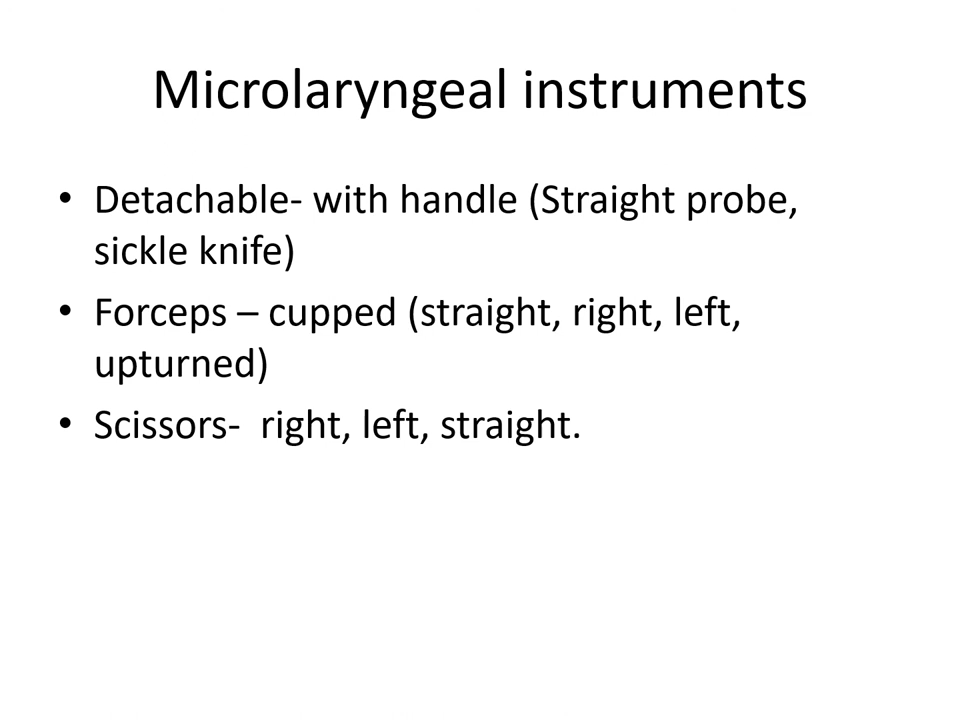 Microlaryngeal instruments
• Detachable- with handle (Straight probe,
sickle knife)
• Forceps – cupped (straight, right, left,
upturned)
• Scissors-  right, left, straight.